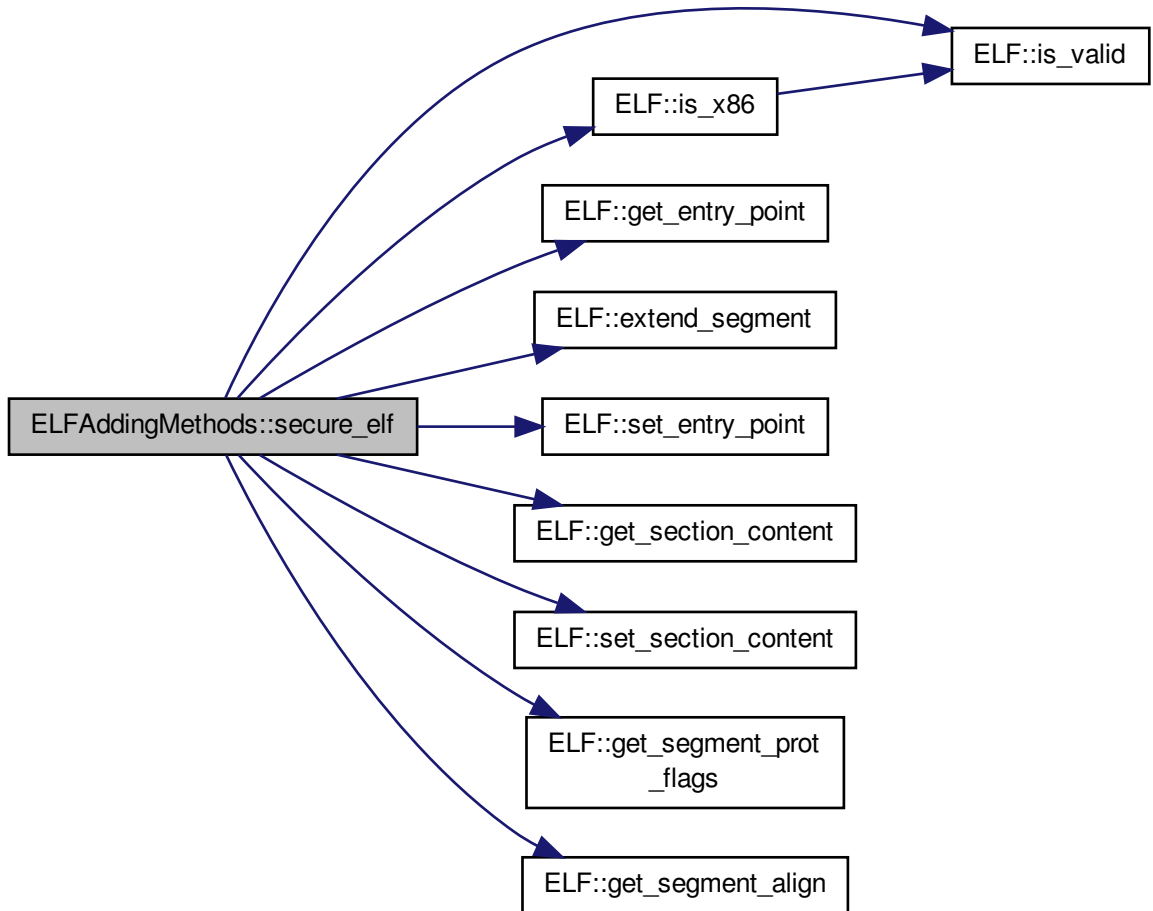 ELF::is_valid
ELF::is_x86
ELF::get_entry_point
ELF::extend_segment
ELFAddingMethods::secure_elf
ELF::set_entry_point
ELF::get_section_content
ELF::set_section_content
ELF::get_segment_prot
_flags
ELF::get_segment_align